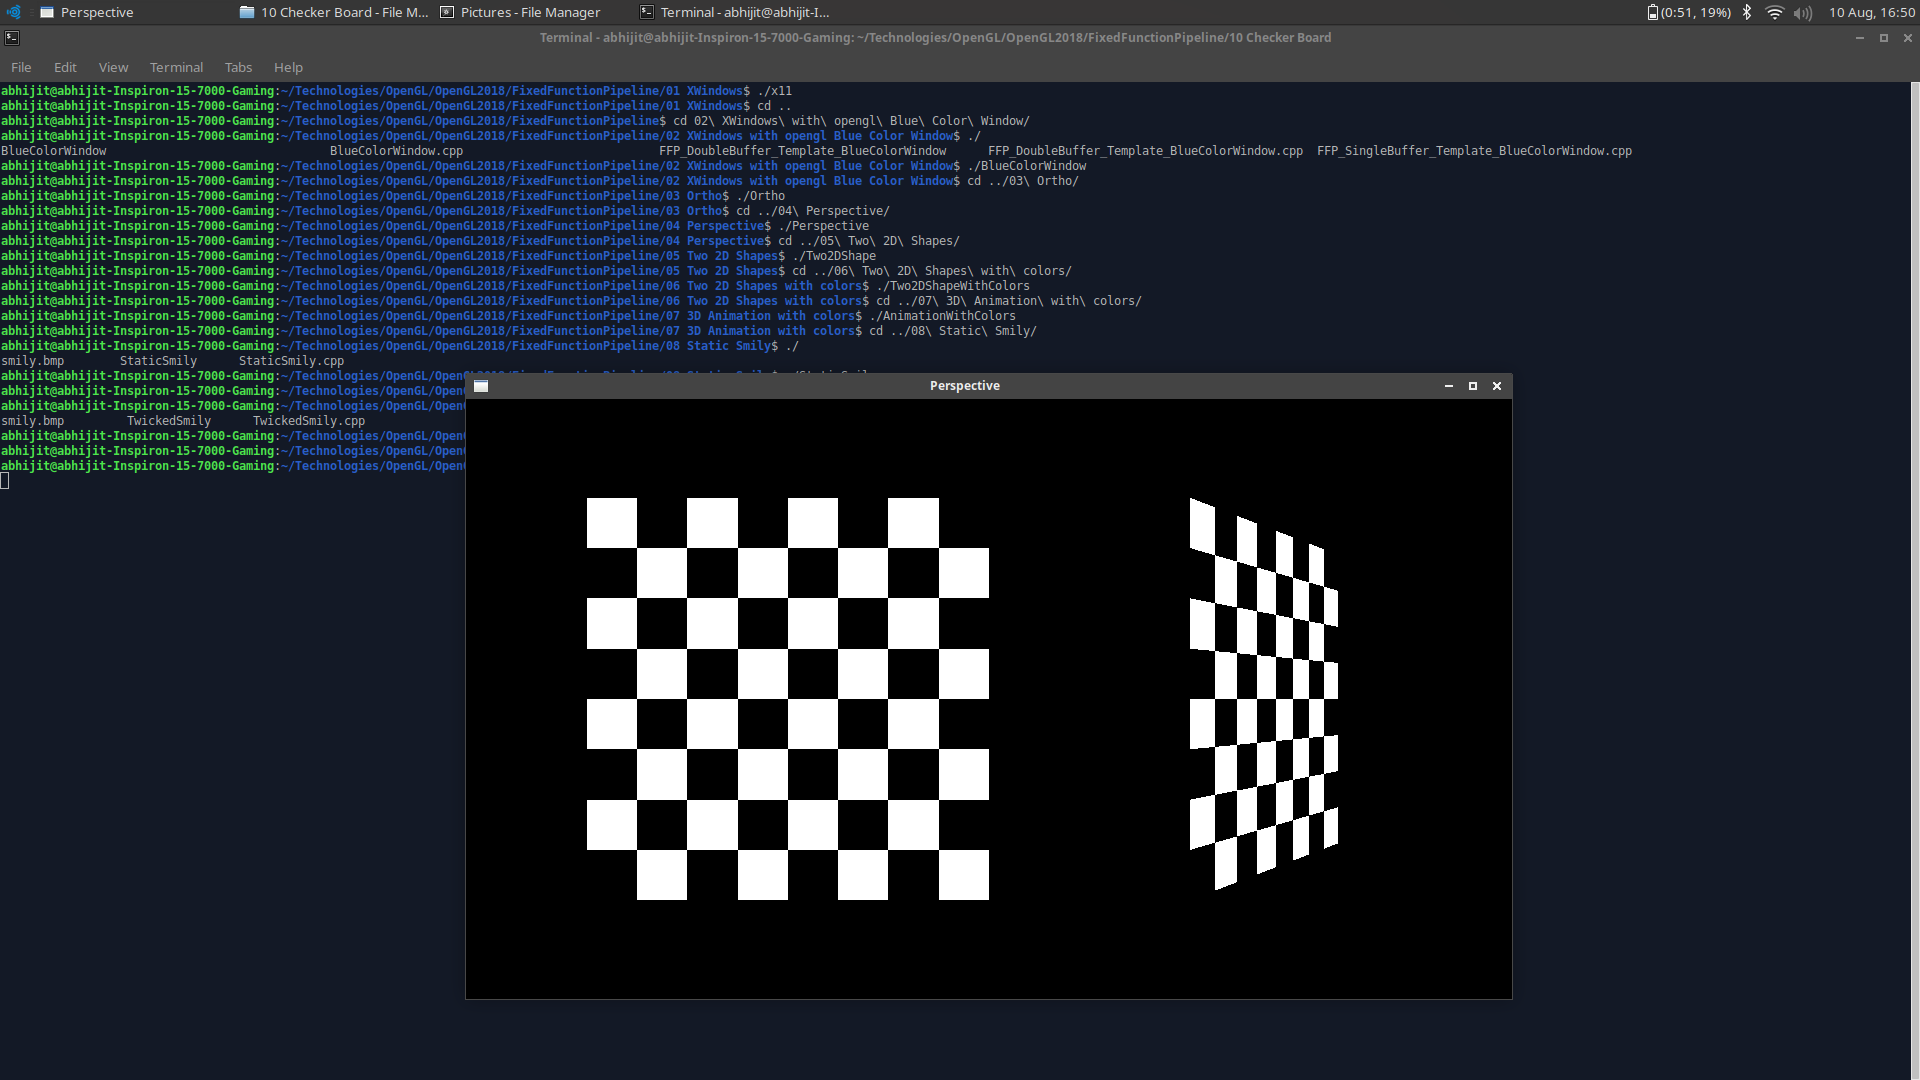 Perspective 10 Checker Board - File M... Pictures - File Manager Terminal - abhijit@abhijit-I... (0:51, 19%) 10 Aug, 16:50
Terminal - abhijit@abhijit-Inspiron-15-7000-Gaming: ~/Technologies/OpenGL/OpenGL2018/FixedFunctionPipeline/10 Checker Board
File Edit View Terminal Tabs Help
abhijit@abhijit-Inspiron-15-7000-Gaming:~/Technologies/OpenGL/OpenGL2018/FixedFunctionPipeline/01 XWindows$ ./x11
abhijit@abhijit-Inspiron-15-7000-Gaming:~/Technologies/OpenGL/OpenGL2018/FixedFunctionPipeline/01 XWindows$ cd ..
abhijit@abhijit-Inspiron-15-7000-Gaming:~/Technologies/OpenGL/OpenGL2018/FixedFunctionPipeline$ cd 02\ XWindows\ with\ opengl\ Blue\ Color\ Window/
abhijit@abhijit-Inspiron-15-7000-Gaming:~/Technologies/OpenGL/OpenGL2018/FixedFunctionPipeline/02 XWindows with opengl Blue Color Window$ ./
BlueColorWindow BlueColorWindow.cpp FFP_DoubleBuffer_Template_BlueColorWindow FFP_DoubleBuffer_Template_BlueColorWindow.cpp FFP_SingleBuffer_Template_BlueColorWindow.cpp
abhijit@abhijit-Inspiron-15-7000-Gaming:~/Technologies/OpenGL/OpenGL2018/FixedFunctionPipeline/02 XWindows with opengl Blue Color Window$ ./BlueColorWindow
abhijit@abhijit-Inspiron-15-7000-Gaming:~/Technologies/OpenGL/OpenGL2018/FixedFunctionPipeline/02 XWindows with opengl Blue Color Window$ cd ../03\ Ortho/
abhijit@abhijit-Inspiron-15-7000-Gaming:~/Technologies/OpenGL/OpenGL2018/FixedFunctionPipeline/03 Ortho$ ./Ortho
abhijit@abhijit-Inspiron-15-7000-Gaming:~/Technologies/OpenGL/OpenGL2018/FixedFunctionPipeline/03 Ortho$ cd ../04\ Perspective/
abhijit@abhijit-Inspiron-15-7000-Gaming:~/Technologies/OpenGL/OpenGL2018/FixedFunctionPipeline/04 Perspective$ ./Perspective
abhijit@abhijit-Inspiron-15-7000-Gaming:~/Technologies/OpenGL/OpenGL2018/FixedFunctionPipeline/04 Perspective$ cd ../05\ Two\ 2D\ Shapes/
abhijit@abhijit-Inspiron-15-7000-Gaming:~/Technologies/OpenGL/OpenGL2018/FixedFunctionPipeline/05 Two 2D Shapes$ ./Two2DShape
abhijit@abhijit-Inspiron-15-7000-Gaming:~/Technologies/OpenGL/OpenGL2018/FixedFunctionPipeline/05 Two 2D Shapes$ cd ../06\ Two\ 2D\ Shapes\ with\ colors/
abhijit@abhijit-Inspiron-15-7000-Gaming:~/Technologies/OpenGL/OpenGL2018/FixedFunctionPipeline/06 Two 2D Shapes with colors$ ./Two2DShapeWithColors
abhijit@abhijit-Inspiron-15-7000-Gaming:~/Technologies/OpenGL/OpenGL2018/FixedFunctionPipeline/06 Two 2D Shapes with colors$ cd ../07\ 3D\ Animation\ with\ colors/
abhijit@abhijit-Inspiron-15-7000-Gaming:~/Technologies/OpenGL/OpenGL2018/FixedFunctionPipeline/07 3D Animation with colors$ ./AnimationWithColors
abhijit@abhijit-Inspiron-15-7000-Gaming:~/Technologies/OpenGL/OpenGL2018/FixedFunctionPipeline/07 3D Animation with colors$ cd ../08\ Static\ Smily/
abhijit@abhijit-Inspiron-15-7000-Gaming:~/Technologies/OpenGL/OpenGL2018/FixedFunctionPipeline/08 Static Smily$ ./
smily.bmp StaticSmily StaticSmily.cpp
abhijit@abhijit-Inspiron-15-7000-Gaming:~/Technologies/OpenGL/Open
abhijit@abhijit-Inspiron-15-7000-Gaming:~/Technologies/OpenGL/Open
abhijit@abhijit-Inspiron-15-7000-Gaming:~/Technologies/OpenGL/Open
smily.bmp TwickedSmily TwickedSmily.cpp
abhijit@abhijit-Inspiron-15-7000-Gaming:~/Technologies/OpenGL/Open
abhijit@abhijit-Inspiron-15-7000-Gaming:~/Technologies/OpenGL/Open
abhijit@abhijit-Inspiron-15-7000-Gaming:~/Technologies/OpenGL/Open
Perspective